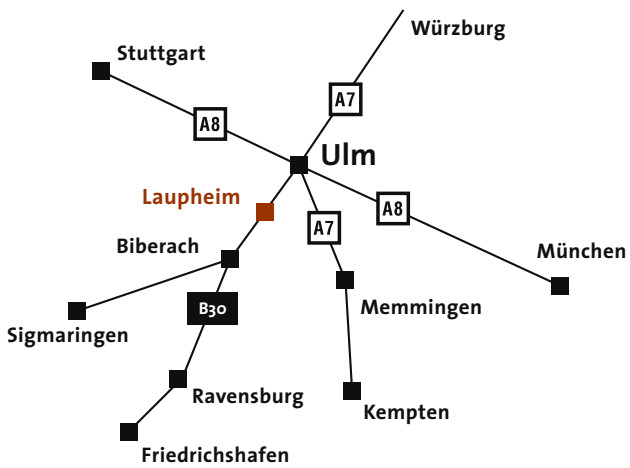 Würzburg
Stuttgart
A7
A8
Ulm
Laupheim
A8
A7
Biberach
München
B30
Memmingen
Sigmaringen
Ravensburg
Kempten
Friedrichshafen